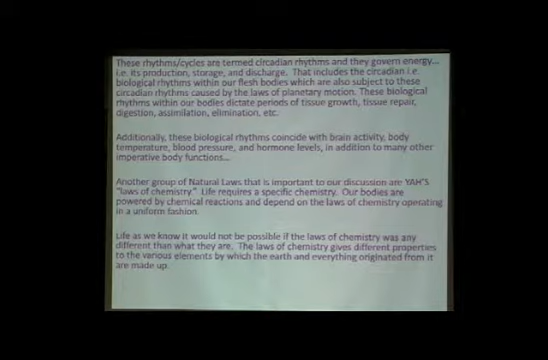 These rhythms/cycles are termed circadian rhythms and they govern energy...
i.e. its production, storage, and discharge. That includes the circadian i.e.
biological rhythms within our flesh bodies which are also subject to these
circadian rhythms caused by the laws of planetary motion. These biological
rhythms within our bodies dictate periods of tissue growth, tissue repair,
digestion, assimilation, elimination, etc.
Additionally, these biological rhythms coincide with brain activity, body
temperature, blood pressure, and hormone levels, in addition to many other
imperative body functions...
Another group of Natural Laws that is important to our discussion are YAH'S
"laws of chemistry." Life requires a specific chemistry. Our bodies are
powered by chemical reactions and depend on the laws of chemistry operating
in a uniform fashion.
Life as we know it would not be possible if the laws of chemistry was any
different than what they are. The laws of chemistry gives different properties
to the various elements by which the earth and everything originated from it
are made up.